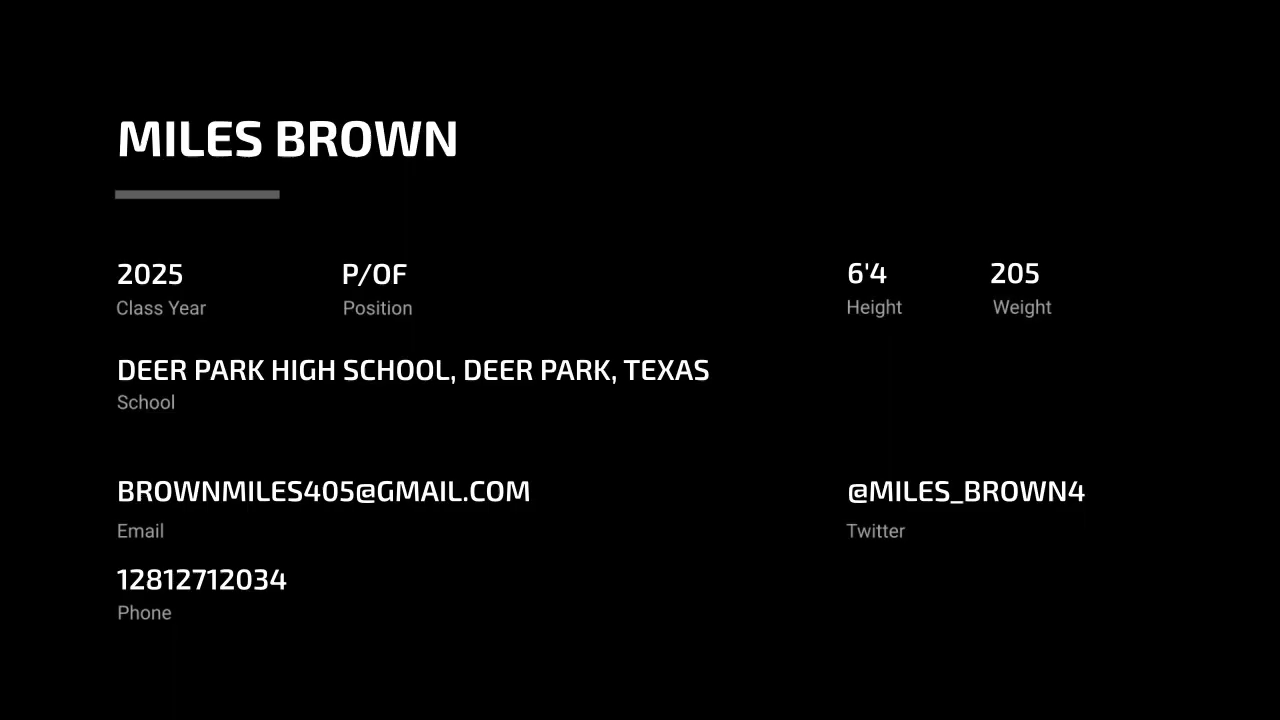 MILES BROWN
2025 P/OF 6'4 205
Class Year Position Height Weight
DEER PARK HIGH SCHOOL, DEER PARK, TEXAS
School
BROWNMILES405@GMAIL.COM @MILES_BROWN4
Email Twitter
12812712034
Phone